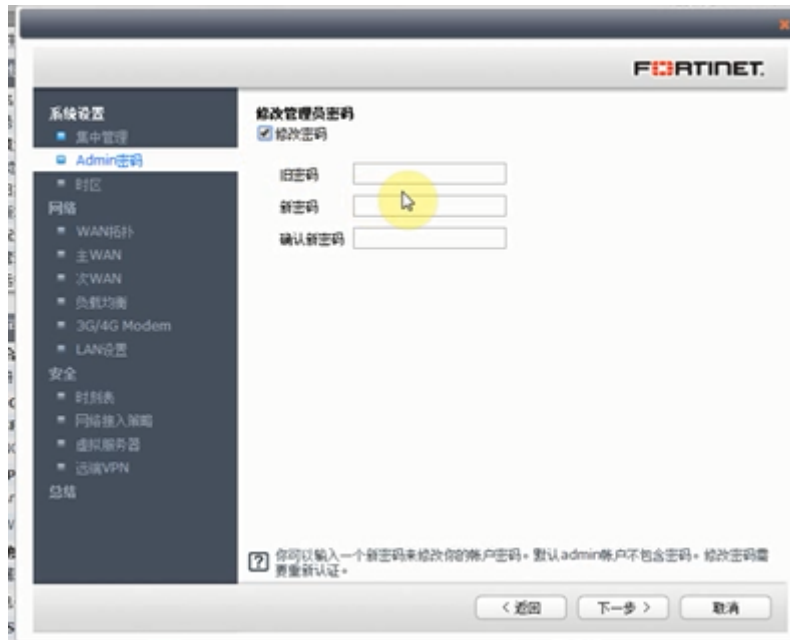 FORTINET
系统设置
集中管理
修改管理员密码
修改密码
Admin密码
时区
旧密码
新密码
确认新密码
网络
WAN拓扑
主WAN
次WAN
负载均衡
3G/4G Modem
LAN设置
安全
时刻表
网络接入策略
虚拟服务器
远端VPN
总结
你可以输入一个新密码来修改你的帐户密码。默认admin帐户不包含密码。修改密码需
要重新认证。
< 返回
下一步 >
取消